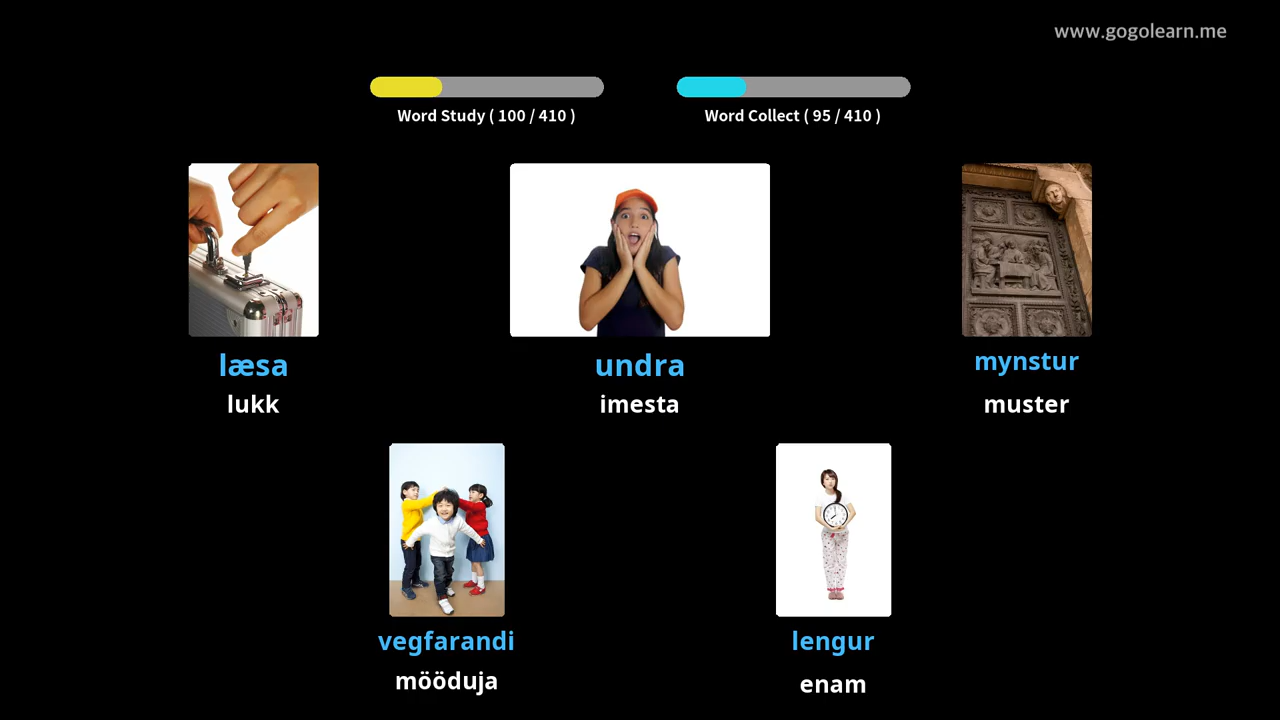 www.gogolearn.me
Word Study ( 100 / 410 )
Word Collect ( 95 / 410 )
læsa
lukk
undra
imesta
mynstur
muster
vegfarandi
mööduja
lengur
enam